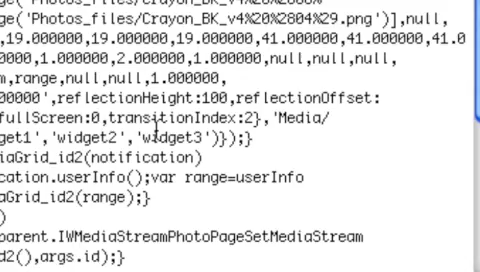 ge('Photos_files/Crayon_BK_v4%20%2804%29.png')],null,
,19.000000,19.000000,19.000000,41.000000,41.000000,41.0
0000,1.000000,2.000000,1.000000,null,null,null,
m,range,null,null,1.000000,
00000',reflectionHeight:100,reflectionOffset:
fullScreen:0,transitionIndex:2},'Media/
get1','widget2','widget3')});}
iaGrid_id2(notification)
cation.userInfo();var range=userInfo
aGrid_id2(range);}
)
parent.IWMediaStreamPhotoPageSetMediaStream
d2(),args.id);}